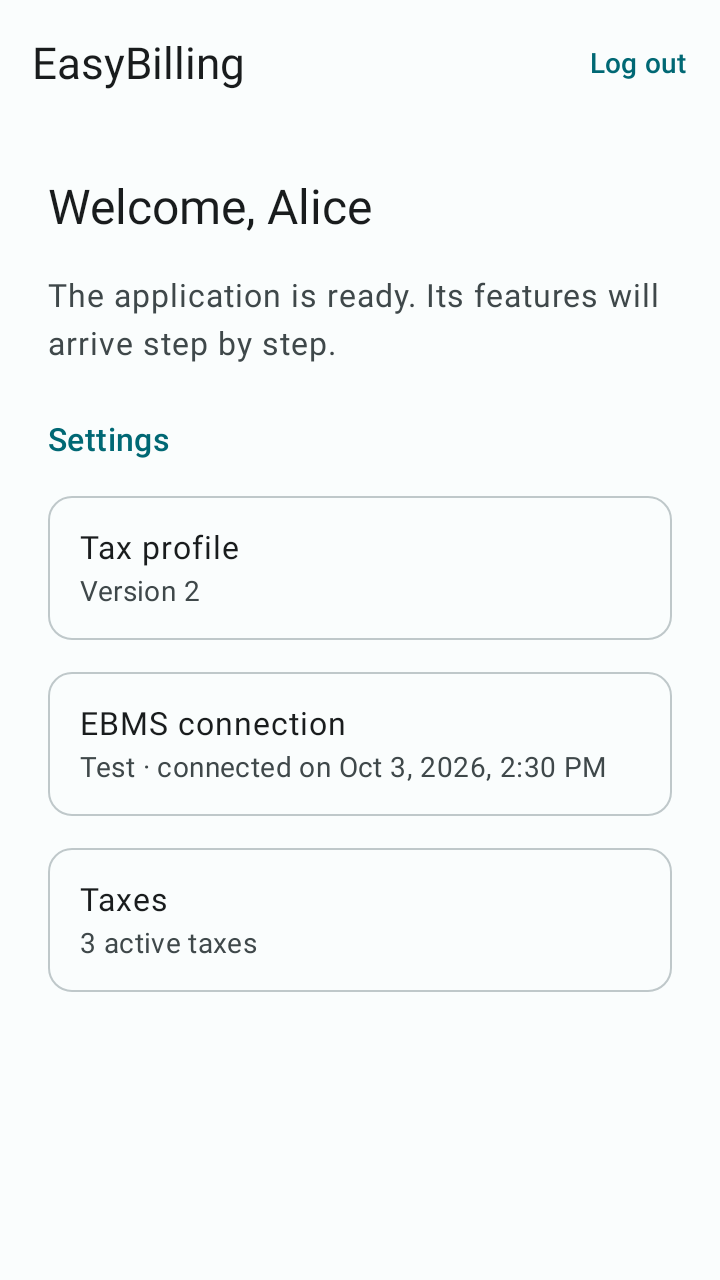 EasyBilling
Log out
Welcome, Alice
The application is ready. Its features will
arrive step by step.
Settings
Tax profile
Version 2
EBMS connection
Test · connected on Oct 3, 2026, 2:30 PM
Taxes
3 active taxes